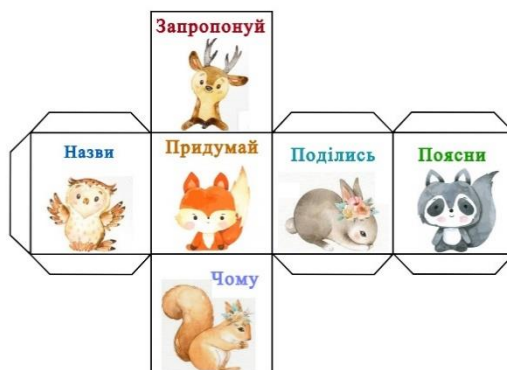 Запропонуй
Назви
Придумай
Поділись
Поясни
Чому